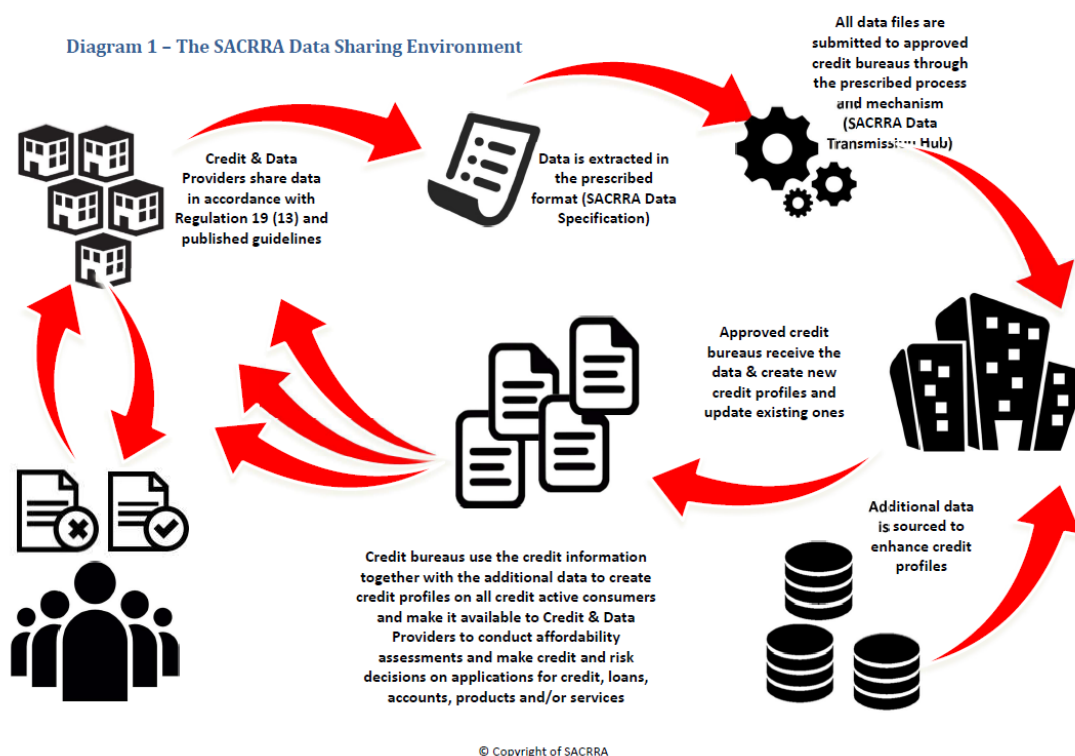 Diagram 1 – The SACRRA Data Sharing Environment
All data files are
submitted to approved
credit bureaus through
the prescribed process
and mechanism
(SACRRA Data
Transmission Hub)
Credit & Data
Providers share data
in accordance with
Regulation 19 (13) and
published guidelines
Data is extracted in
the prescribed
format (SACRRA Data
Specification)
Approved credit
bureaus receive the
data & create new
credit profiles and
update existing ones
Additional data
is sourced to
enhance credit
profiles
Credit bureaus use the credit information
together with the additional data to create
credit profiles on all credit active consumers
and make it available to Credit & Data
Providers to conduct affordability
assessments and make credit and risk
decisions on applications for credit, loans,
accounts, products and/or services
© Copyright of SACRRA